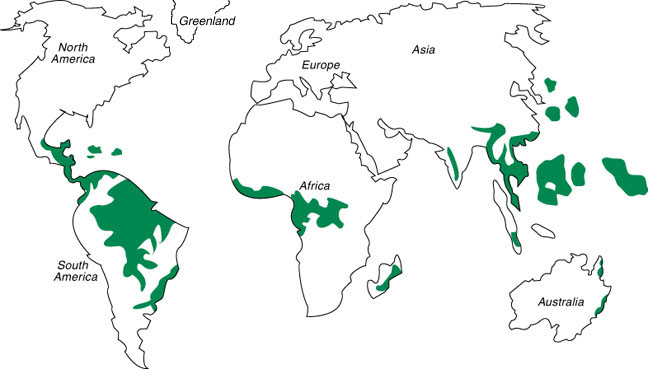 Greenland
North
America
Europe
Asia
Africa
South
America
Australia